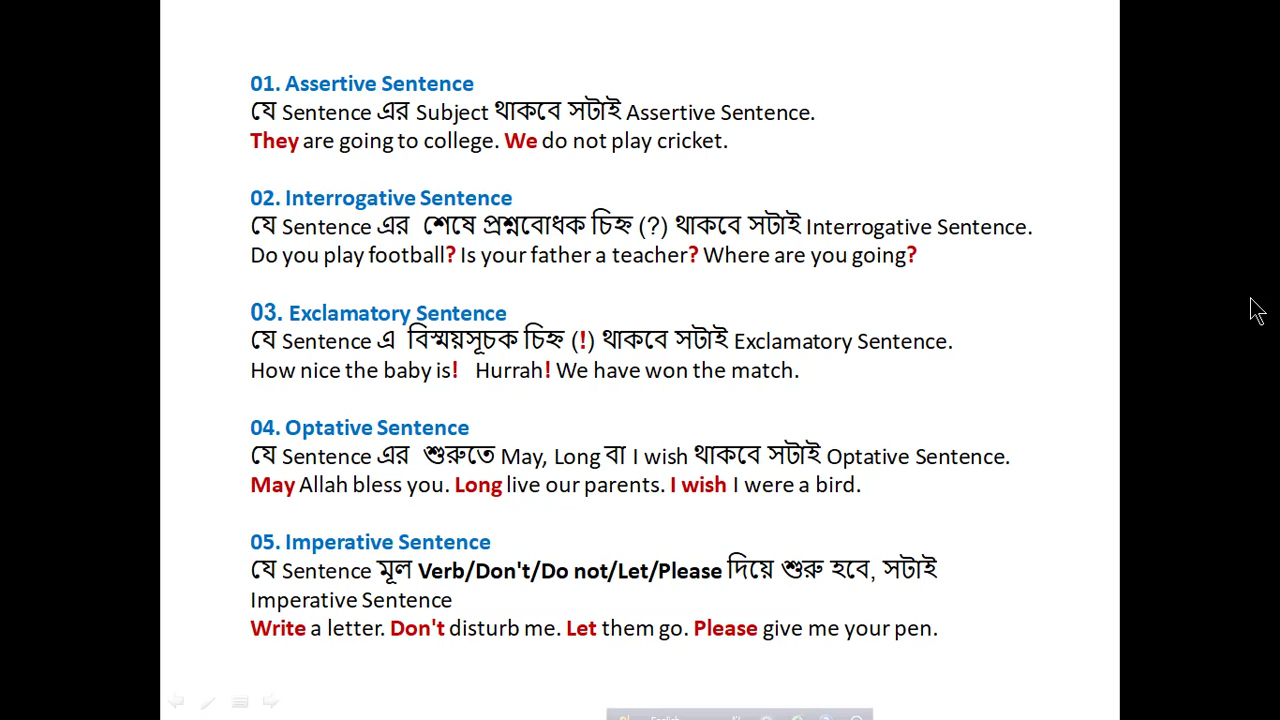 01. Assertive Sentence
যে Sentence এর Subject থাকবে সটাই Assertive Sentence.
They are going to college. We do not play cricket.
02. Interrogative Sentence
যে Sentence এর শেষে প্রশ্নবোধক চিহ্ন (?) থাকবে সটাই Interrogative Sentence.
Do you play football? Is your father a teacher? Where are you going?
03. Exclamatory Sentence
যে Sentence এ বিস্ময়সূচক চিহ্ন (!) থাকবে সটাই Exclamatory Sentence.
How nice the baby is! Hurrah! We have won the match.
04. Optative Sentence
যে Sentence এর শুরুতে May, Long বা I wish থাকবে সটাই Optative Sentence.
May Allah bless you. Long live our parents. I wish I were a bird.
05. Imperative Sentence
যে Sentence মূল Verb/Don't/Do not/Let/Please দিয়ে শুরু হবে, সটাই
Imperative Sentence
Write a letter. Don't disturb me. Let them go. Please give me your pen.